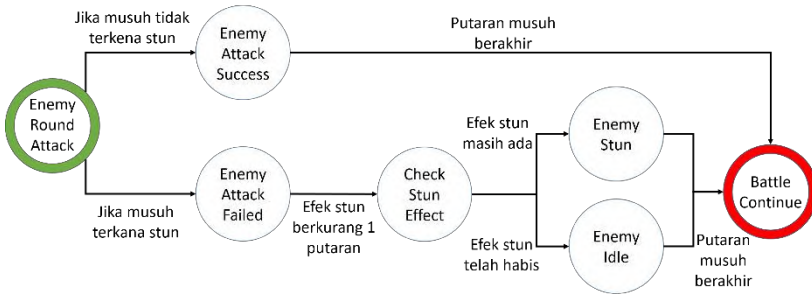 Jika musuh tidak
terkena stun
Enemy
Attack
Success
Putaran musuh
berakhir
Enemy
Round
Attack
Jika musuh
terkana stun
Enemy
Attack
Failed
Efek stun
berkurang 1
putaran
Check
Stun
Effect
Efek stun
masih ada
Enemy
Stun
Efek stun
telah habis
Enemy
Idle
Putaran
musuh
berakhir
Battle
Continue